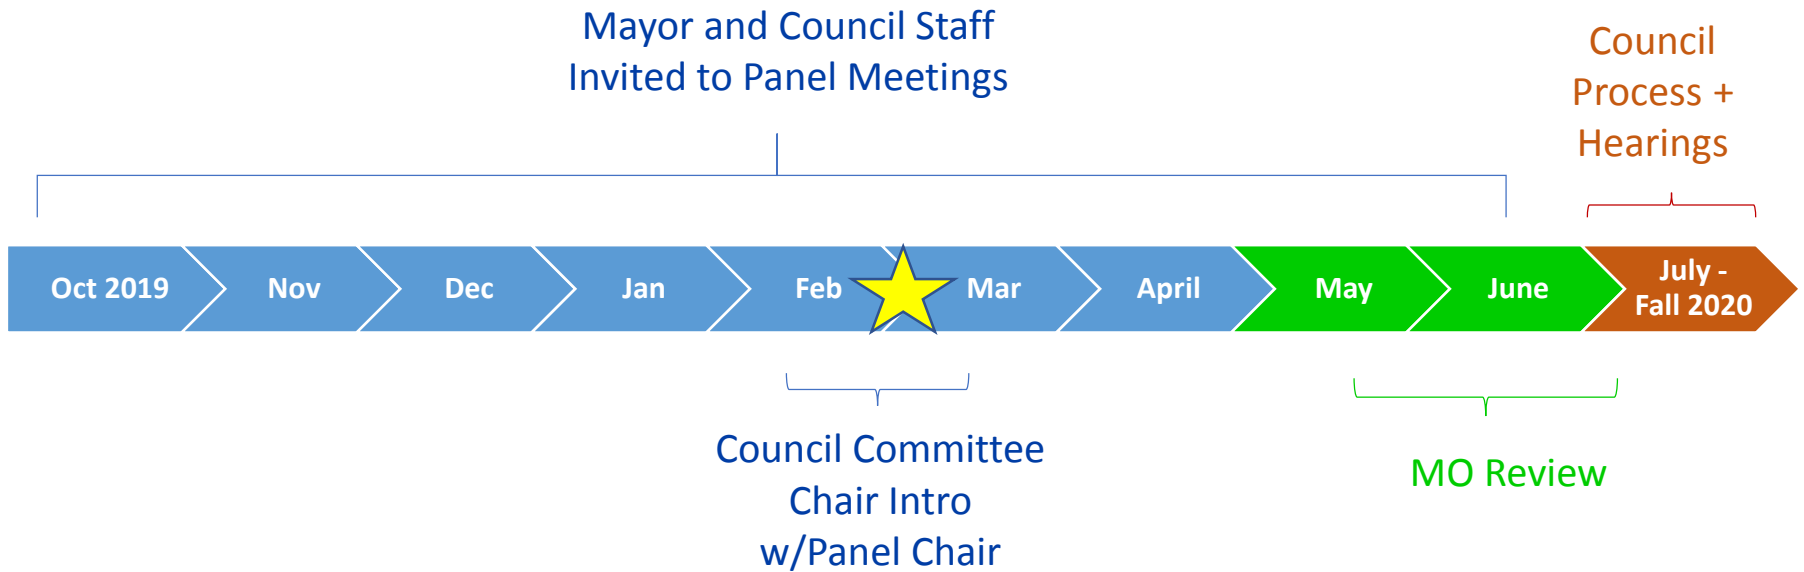 Mayor and Council Staff
Invited to Panel Meetings
Council
Process +
Hearings
Oct 2019
Nov
Dec
Jan
Feb
Mar
April
May
June
July -
Fall 2020
Council Committee
Chair Intro
w/Panel Chair
MO Review